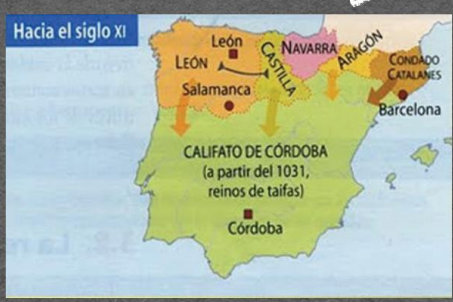 Hacia el siglo XI
León
LEÓN
CASTILLA
NAVARRA
ARAGÓN
CONDADO
CATALANES
Salamanca
Barcelona
CALIFATO DE CÓRDOBA
(a partir del 1031,
reinos de taifas)
Córdoba